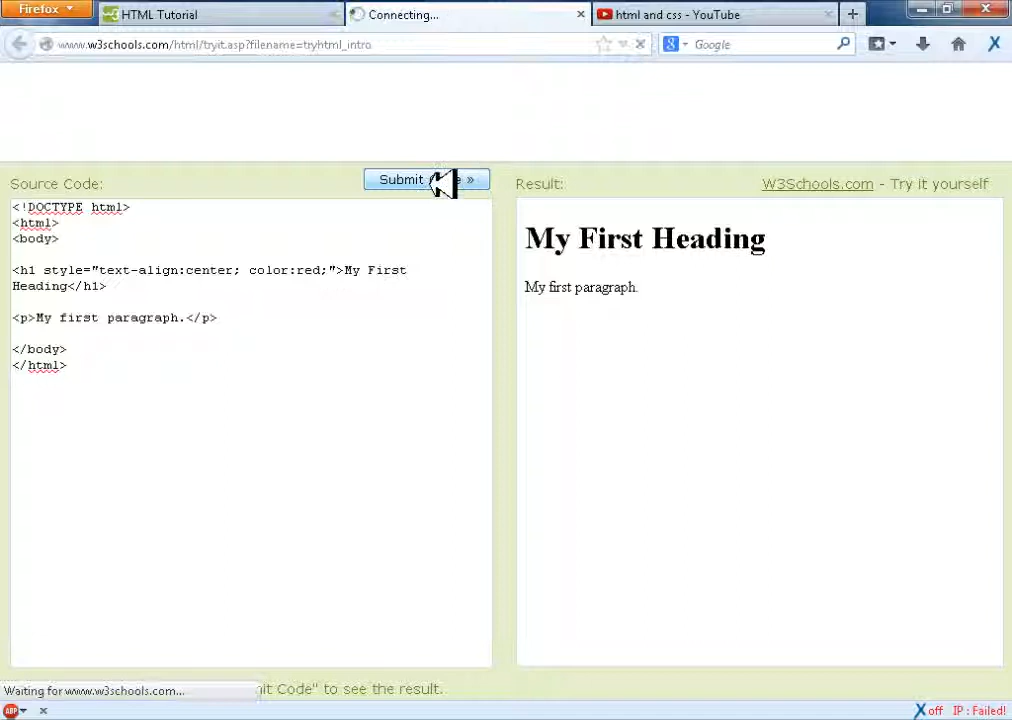 Firefox
HTML Tutorial
Connecting...
html and css - YouTube
www.w3schools.com/html/tryit.asp?filename=tryhtml_intro
Google
Source Code:
Submit
»
Result:
W3Schools.com - Try it yourself
<!DOCTYPE html>
<html>
<body>
<h1 style="text-align:center; color:red;">My First
Heading</h1>
<p>My first paragraph.</p>
</body>
</html>
My First Heading
My first paragraph.
Waiting for www.w3schools.com...
Code" to see the result.
ABP
off
IP : Failed!